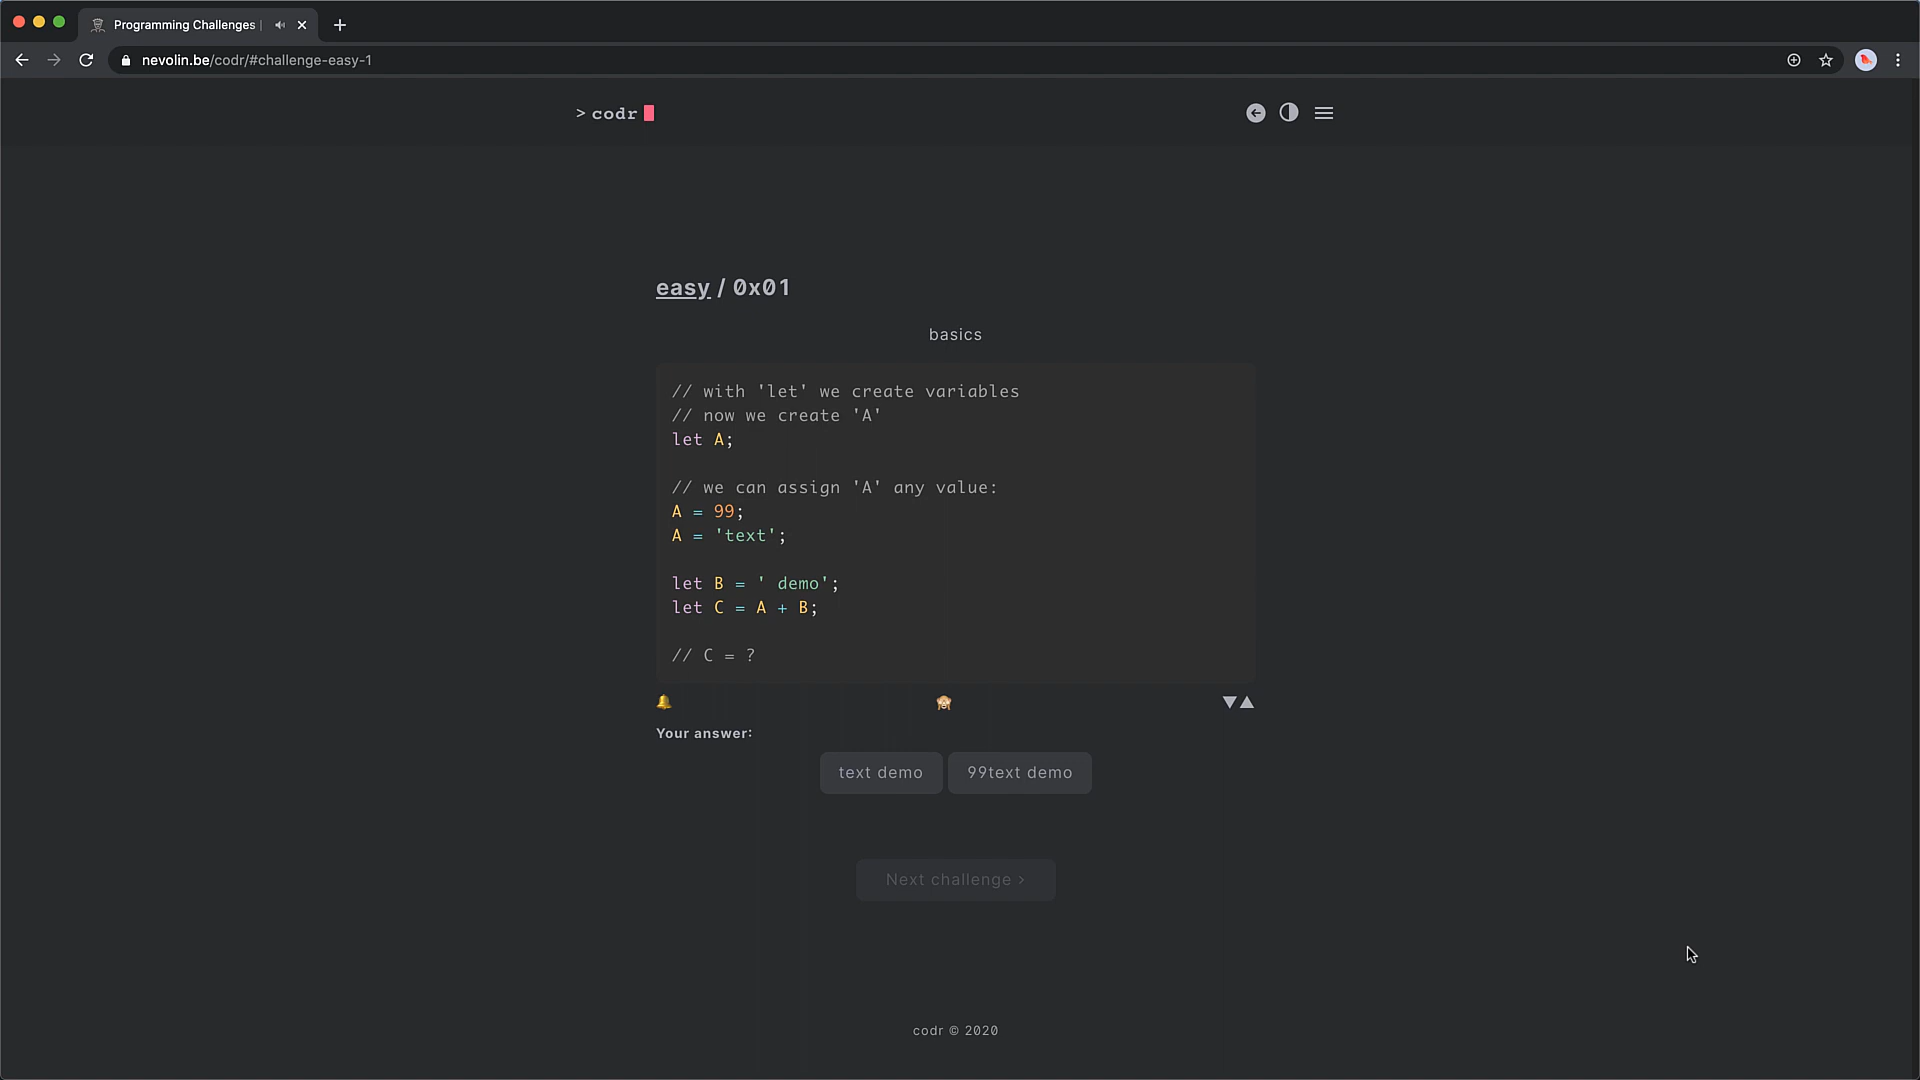 Programming Challenges |
nevolin.be/codr/#challenge-easy-1
> codr
easy / 0x01
basics
// with 'let' we create variables
// now we create 'A'
let A;
// we can assign 'A' any value:
A = 99;
A = 'text';
let B = ' demo';
let C = A + B;
// C = ?
Your answer:
text demo
99text demo
Next challenge >
codr © 2020